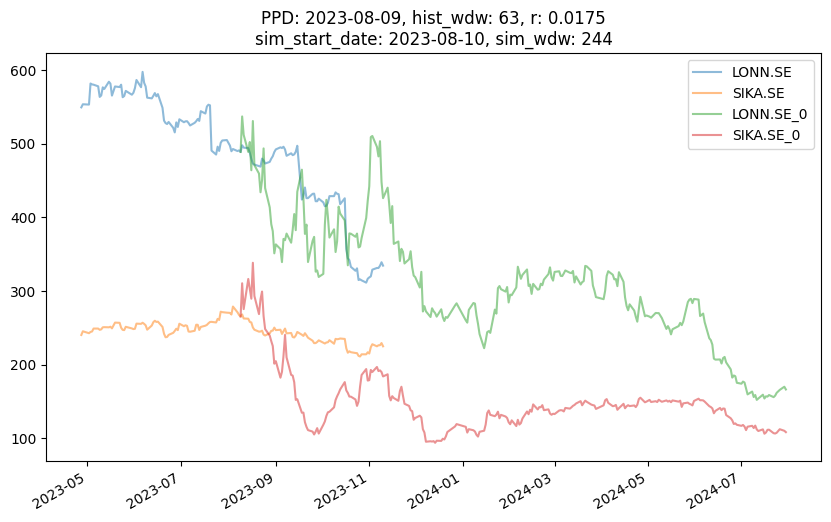 PPD: 2023-08-09, hist_wdw: 63, r: 0.0175
sim_start_date: 2023-08-10, sim_wdw: 244
LONN.SE
SIKA.SE
LONN.SE_0
SIKA.SE_0
600
500
400
300
200
100
2023-05
2023-07
2023-09
2023-11
2024-01
2024-03
2024-05
2024-07